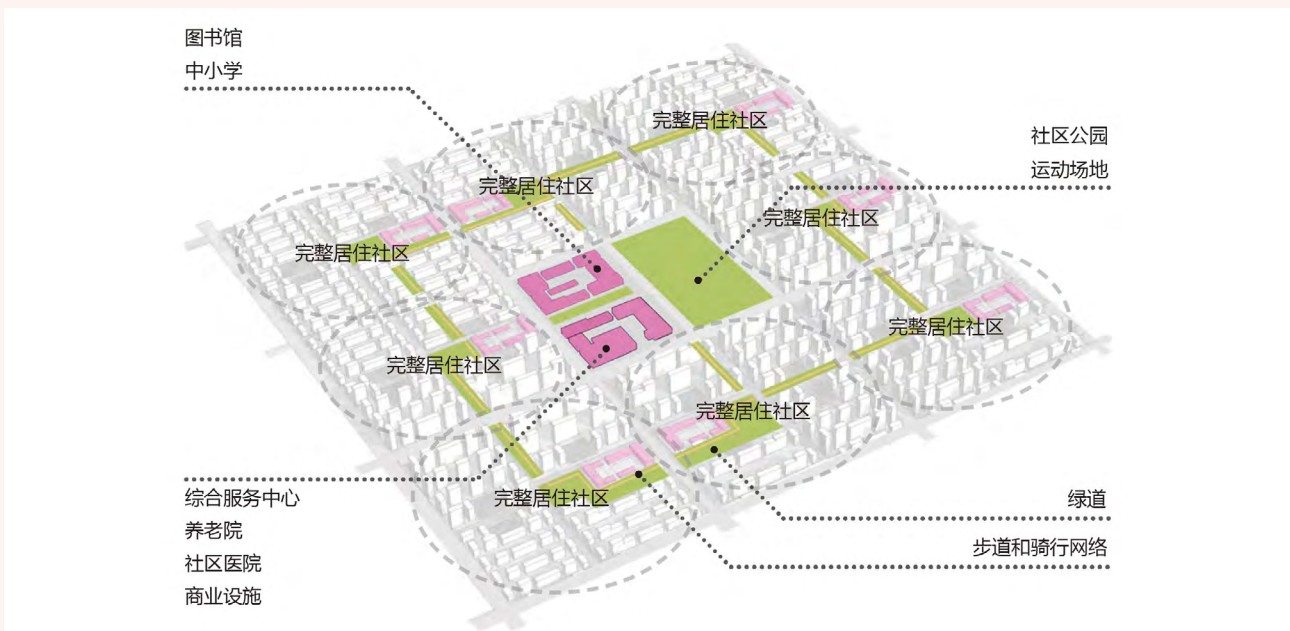 图书馆
中小学
完整居住社区
社区公园
运动场地
完整居住社区
完整居住社区
完整居住社区
完整居住社区
完整居住社区
完整居住社区
完整居住社区
综合服务中心
养老院
社区医院
商业设施
绿道
步道和骑行网络